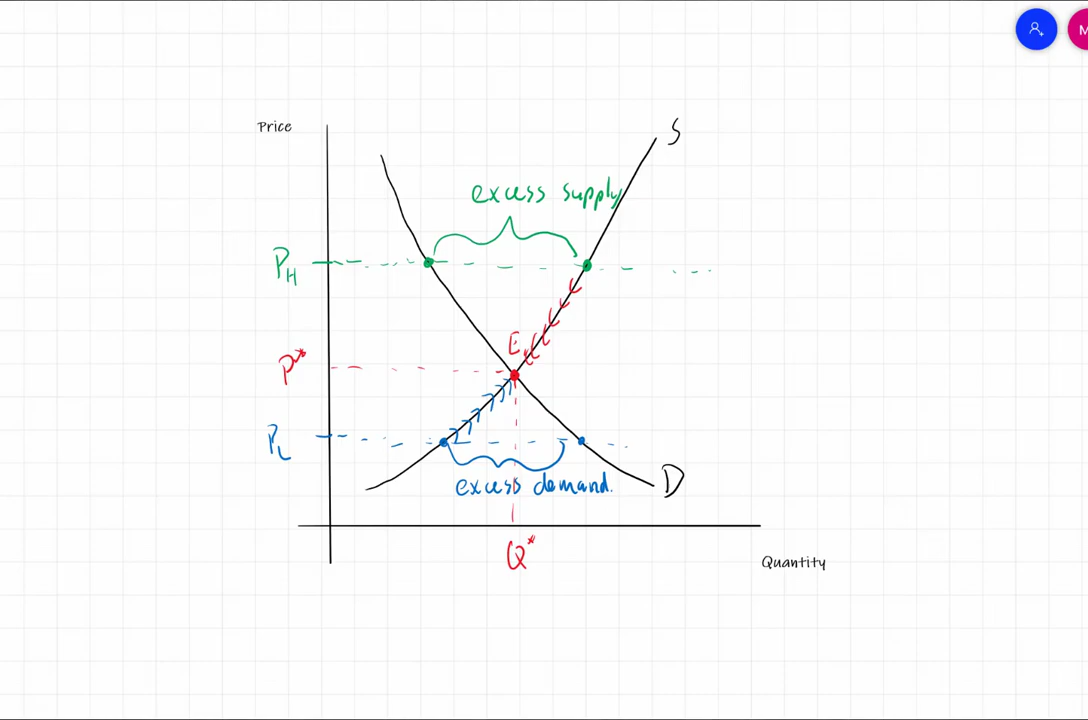 Price
S
excess supply
P_H
E
P*
P_L
excess demand.
D
Q*
Quantity
M